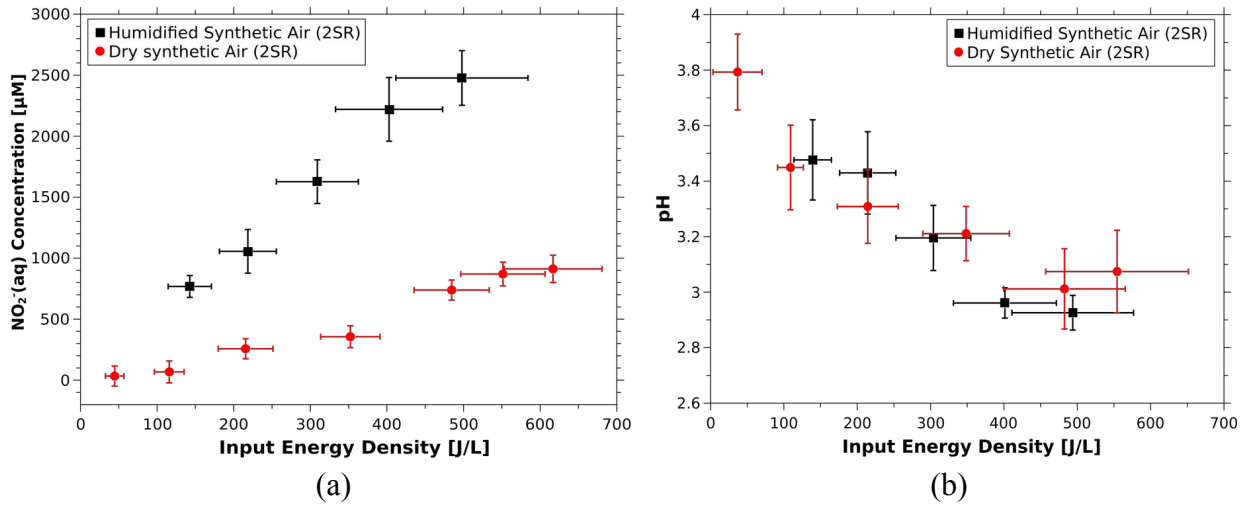 3000
2500
2000
1500
1000
500
0
NO₂⁻(aq) Concentration [µM]
Humidified Synthetic Air (2SR)
Dry synthetic Air (2SR)
0 100 200 300 400 500 600 700
Input Energy Density [J/L]
(a)
4
3.8
3.6
3.4
3.2
3
2.8
2.6
pH
Humidified Synthetic Air (2SR)
Dry Synthetic Air (2SR)
0 100 200 300 400 500 600 700
Input Energy Density [J/L]
(b)